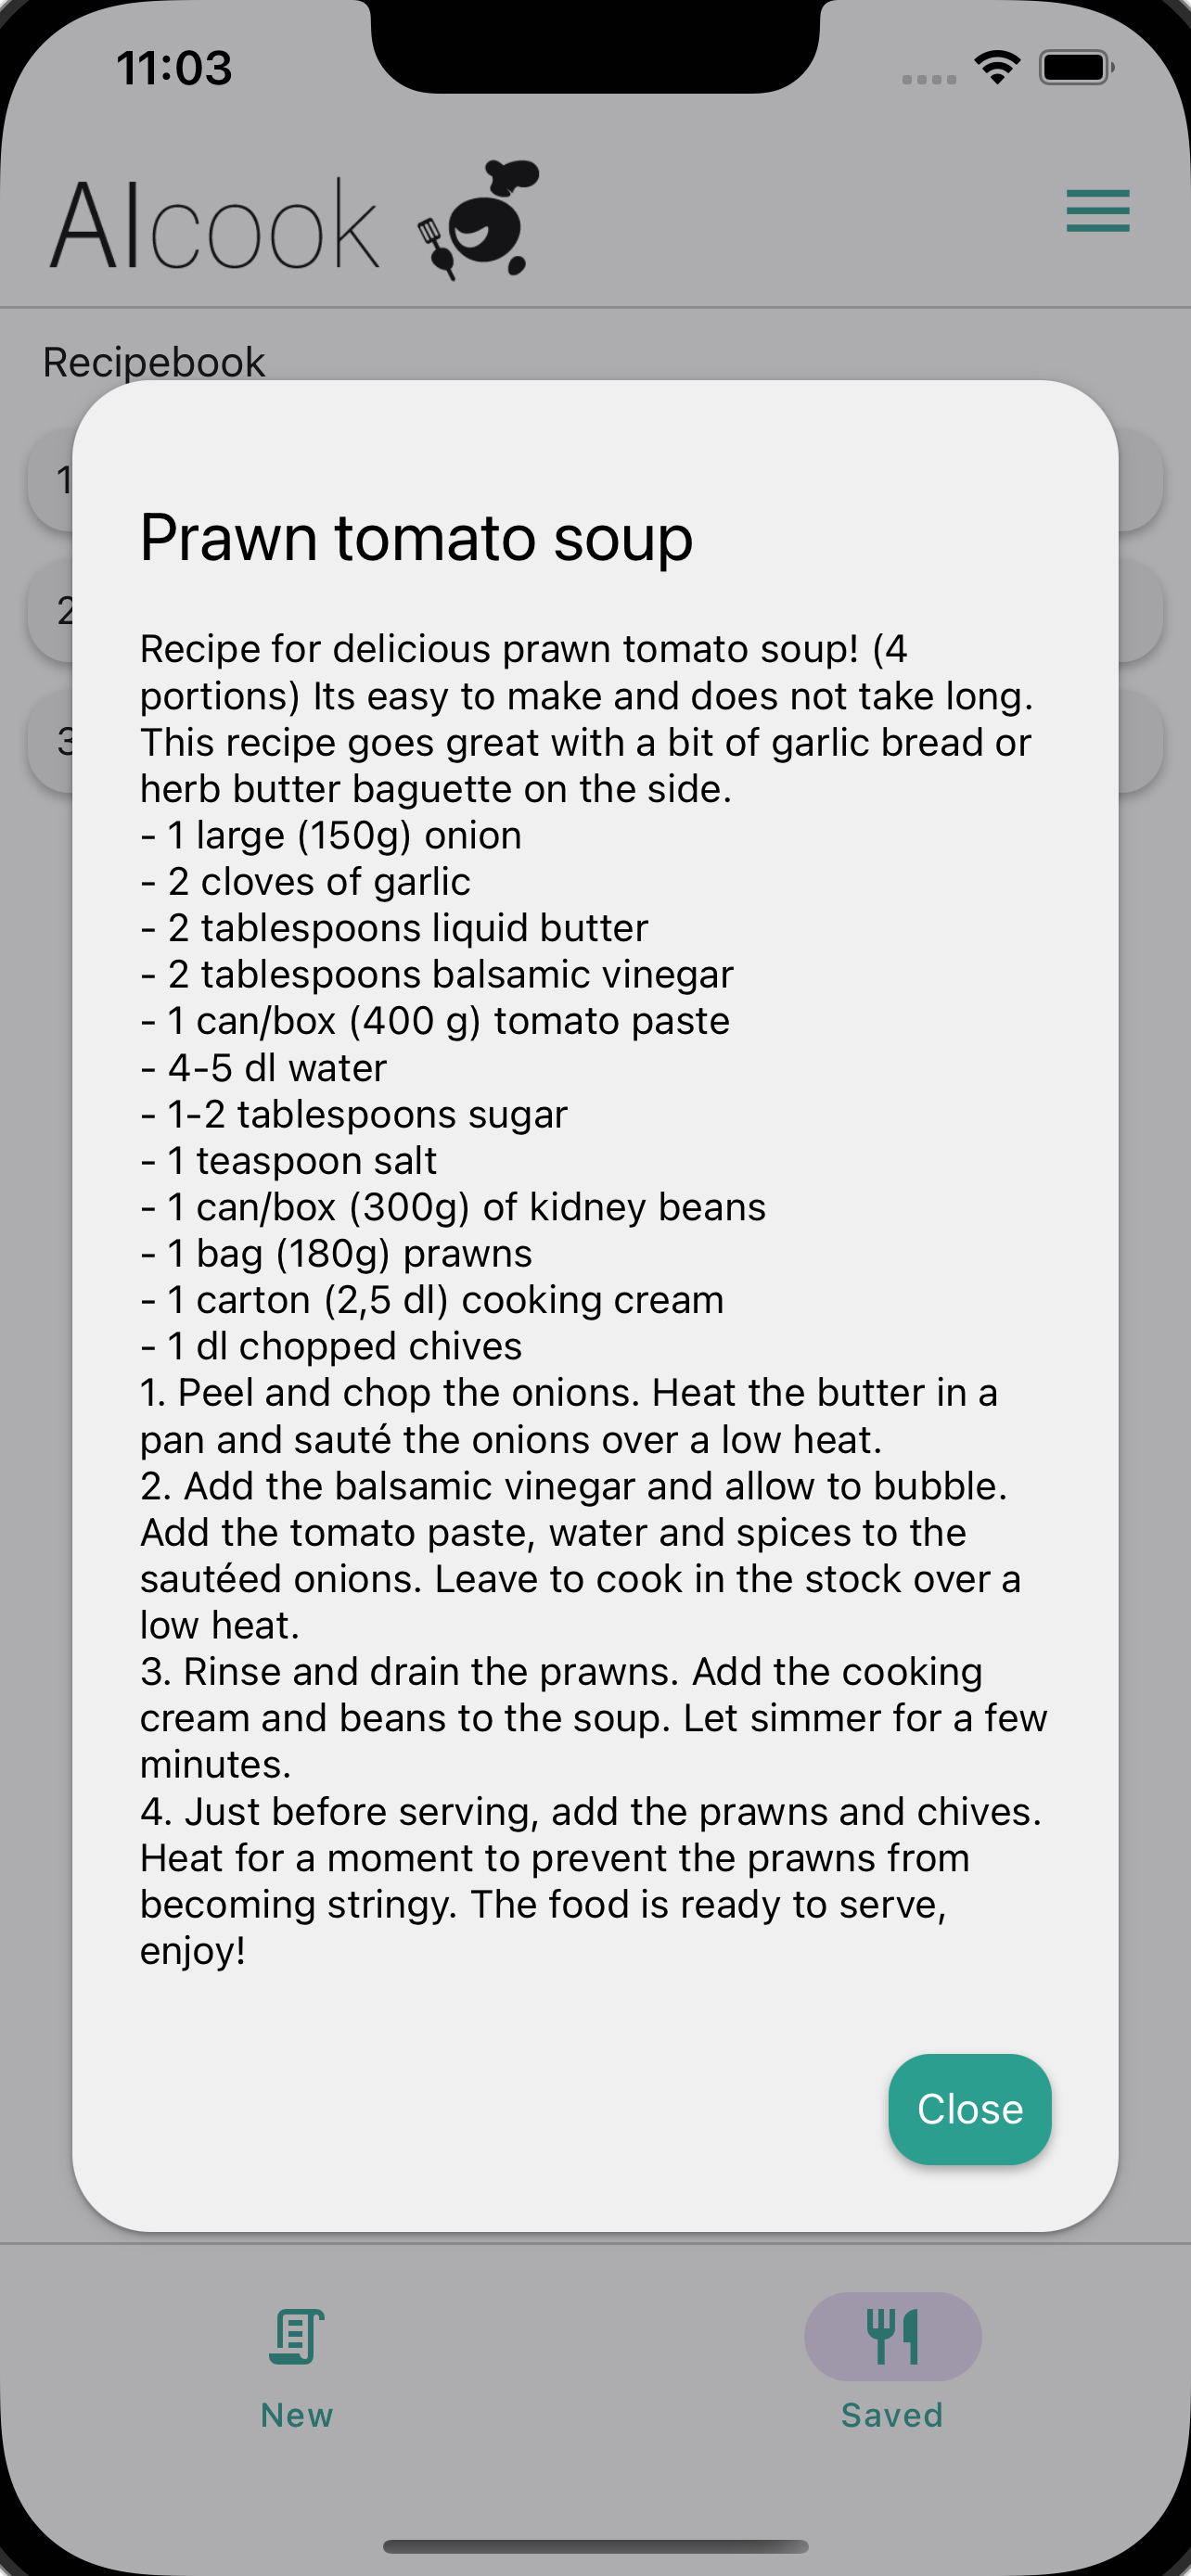 11:03
AIcook
Recipebook
1
2
3
Prawn tomato soup
Recipe for delicious prawn tomato soup! (4
portions) Its easy to make and does not take long.
This recipe goes great with a bit of garlic bread or
herb butter baguette on the side.
- 1 large (150g) onion
- 2 cloves of garlic
- 2 tablespoons liquid butter
- 2 tablespoons balsamic vinegar
- 1 can/box (400 g) tomato paste
- 4-5 dl water
- 1-2 tablespoons sugar
- 1 teaspoon salt
- 1 can/box (300g) of kidney beans
- 1 bag (180g) prawns
- 1 carton (2,5 dl) cooking cream
- 1 dl chopped chives
1. Peel and chop the onions. Heat the butter in a
pan and sauté the onions over a low heat.
2. Add the balsamic vinegar and allow to bubble.
Add the tomato paste, water and spices to the
sautéed onions. Leave to cook in the stock over a
low heat.
3. Rinse and drain the prawns. Add the cooking
cream and beans to the soup. Let simmer for a few
minutes.
4. Just before serving, add the prawns and chives.
Heat for a moment to prevent the prawns from
becoming stringy. The food is ready to serve,
enjoy!
Close
New
Saved